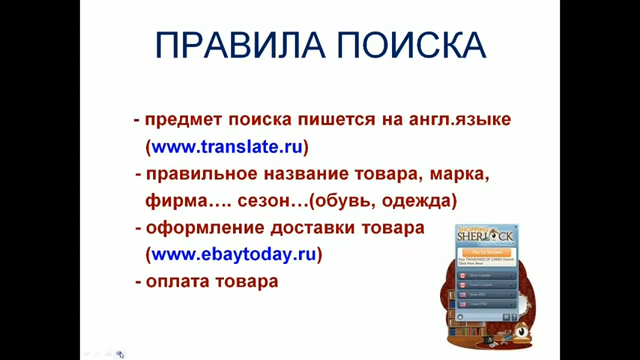 ПРАВИЛА ПОИСКА
- предмет поиска пишется на англ.языке
(www.translate.ru)
- правильное название товара, марка,
фирма…. сезон…(обувь, одежда)
- оформление доставки товара
(www.ebaytoday.ru)
- оплата товара
SHOPPING
SHERLOCK